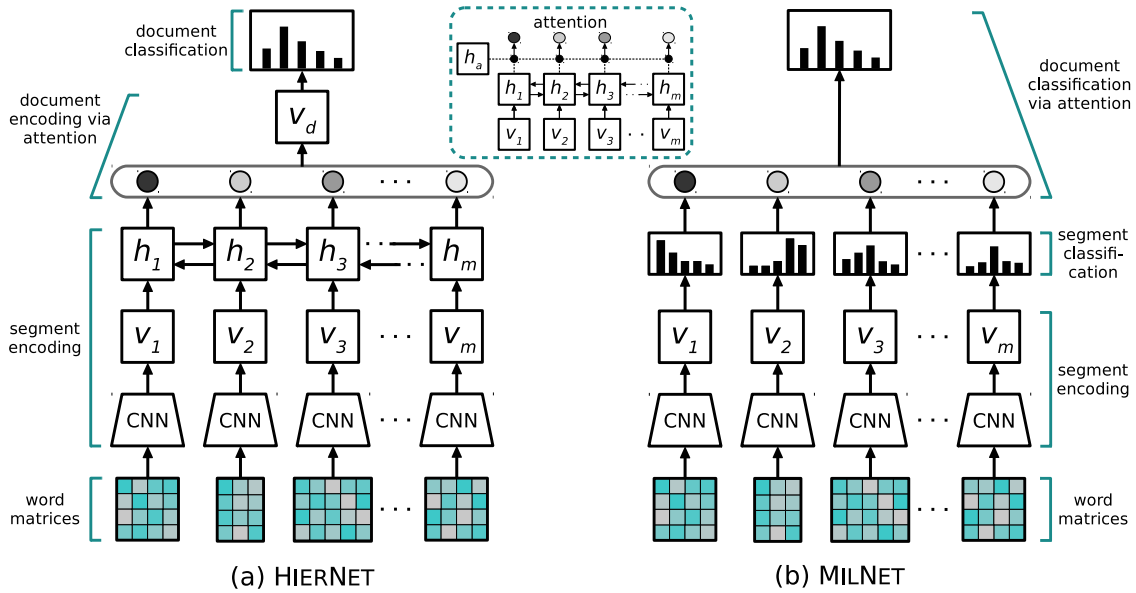 document
classification
document
encoding via
attention
v_d
attention
h_a
h_1 h_2 h_3 · · · h_m
v_1 v_2 v_3 · · v_m
document
classification
via attention
· · ·
· · ·
segment
encoding
h_1 h_2 h_3 · · · h_m
v_1 v_2 v_3 · · · v_m
CNN CNN CNN · · · CNN
word
matrices
· · ·
(a) HIERNET
segment
classifi-
cation
· · ·
v_1 v_2 v_3 · · · v_m
segment
encoding
CNN CNN CNN · · · CNN
word
matrices
· · ·
(b) MILNET